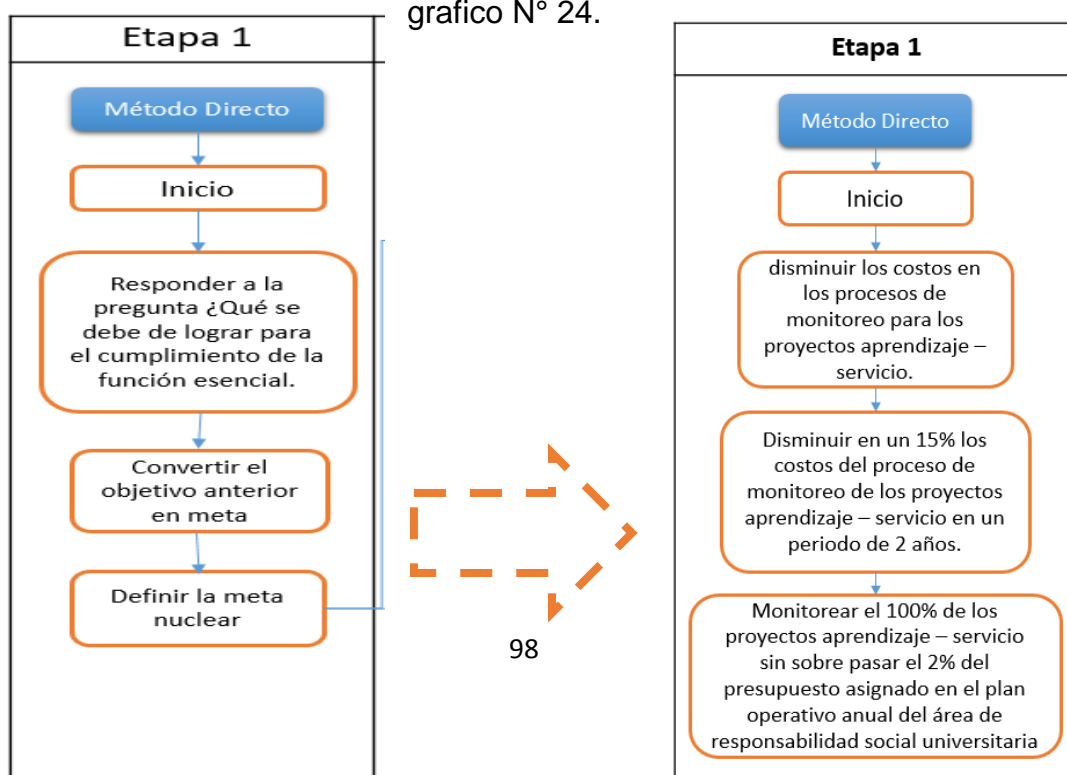 grafico N° 24.
Etapa 1
Método Directo
Inicio
Responder a la
pregunta ¿Qué se
debe de lograr para
el cumplimiento de la
función esencial.
Convertir el
objetivo anterior
en meta
Definir la meta
nuclear
98
Etapa 1
Método Directo
Inicio
disminuir los costos en
los procesos de
monitoreo para los
proyectos aprendizaje –
servicio.
Disminuir en un 15% los
costos del proceso de
monitoreo de los proyectos
aprendizaje – servicio en un
periodo de 2 años.
Monitorear el 100% de los
proyectos aprendizaje – servicio
sin sobre pasar el 2% del
presupuesto asignado en el plan
operativo anual del área de
responsabilidad social universitaria